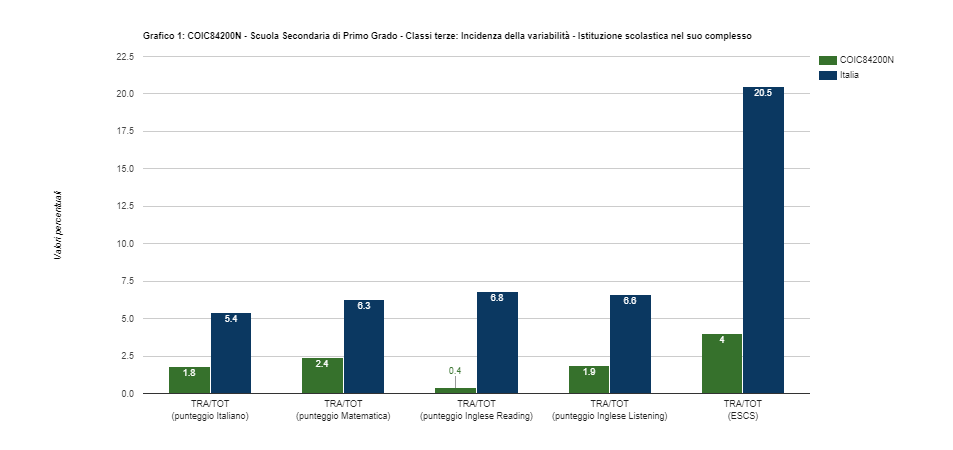 Grafico 1: COIC84200N - Scuola Secondaria di Primo Grado - Classi terze: Incidenza della variabilità - Istituzione scolastica nel suo complesso
COIC84200N
Italia
Valori percentuali
22.5
20.0
17.5
15.0
12.5
10.0
7.5
5.0
2.5
0.0
1.8
5.4
2.4
6.3
0.4
6.8
1.9
6.6
4
20.5
TRA/TOT
(punteggio Italiano)
TRA/TOT
(punteggio Matematica)
TRA/TOT
(punteggio Inglese Reading)
TRA/TOT
(punteggio Inglese Listening)
TRA/TOT
(ESCS)